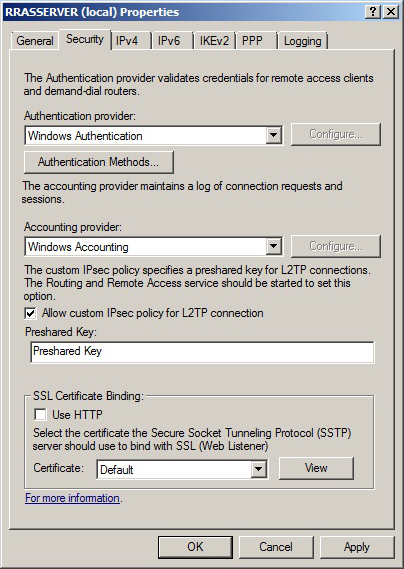 RRASSERVER (local) Properties
General Security IPv4 IPv6 IKEv2 PPP Logging
The Authentication provider validates credentials for remote access clients
and demand-dial routers.
Authentication provider:
Windows Authentication
Configure...
Authentication Methods...
The accounting provider maintains a log of connection requests and
sessions.
Accounting provider:
Windows Accounting
Configure...
The custom IPsec policy specifies a preshared key for L2TP connections.
The Routing and Remote Access service should be started to set this
option.
Allow custom IPsec policy for L2TP connection
Preshared Key:
Preshared Key
SSL Certificate Binding:
Use HTTP
Select the certificate the Secure Socket Tunneling Protocol (SSTP)
server should use to bind with SSL (Web Listener)
Certificate: Default View
For more information.
OK Cancel Apply